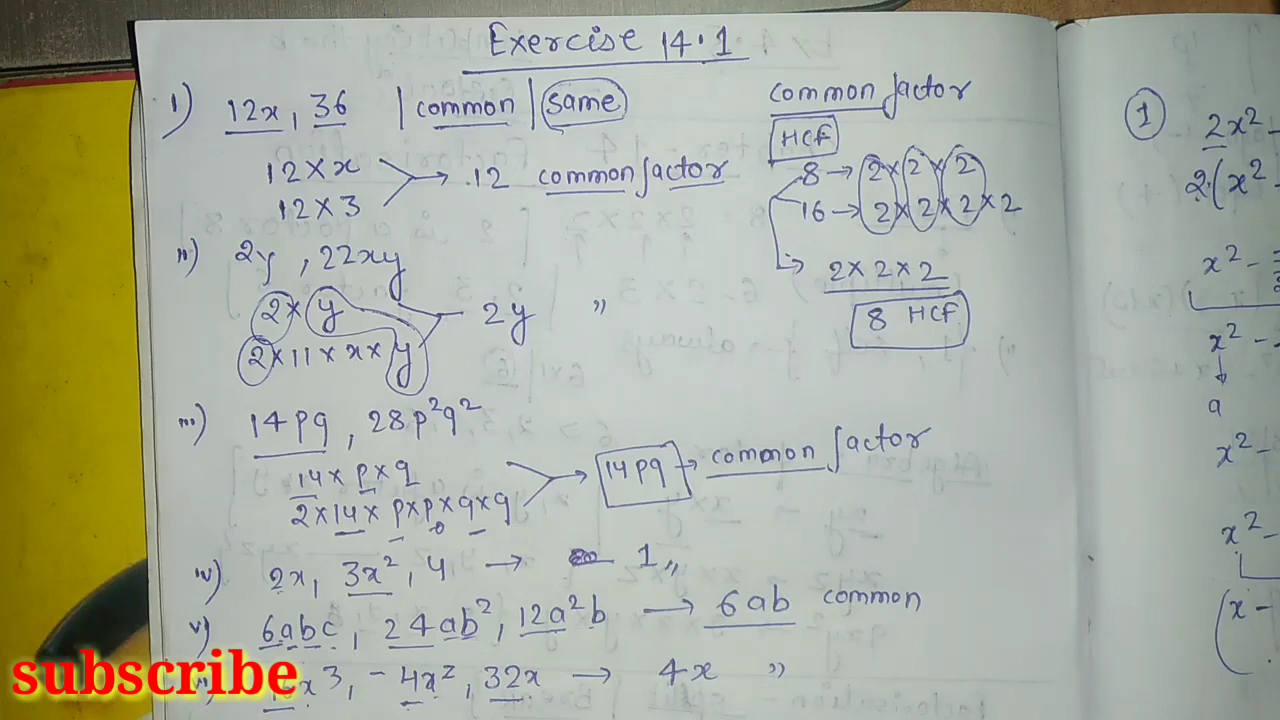 Exercise 14.1
i) 12x, 36 | common | same
12 × x → 12 common factor
12 × 3
ii) 2y, 22xy
2 × y 2y "
2 × 11 × x × y
iii) 14pq, 28p²q²
14 × p × q → 14pq → common factor
2 × 14 × p × p × q × q
iv) 2x, 3x², 4 → 1 "
v) 6abc, 24ab², 12a²b → 6ab common
x3, -4x², 32x → 4x "
subscribe
common factor
HCF
8 → 2 × 2 × 2
16 → 2 × 2 × 2 × 2
2 × 2 × 2
8 HCF
1 2x² -
2(x² -
x² -
x² -
a
x² -
x² -
(x -